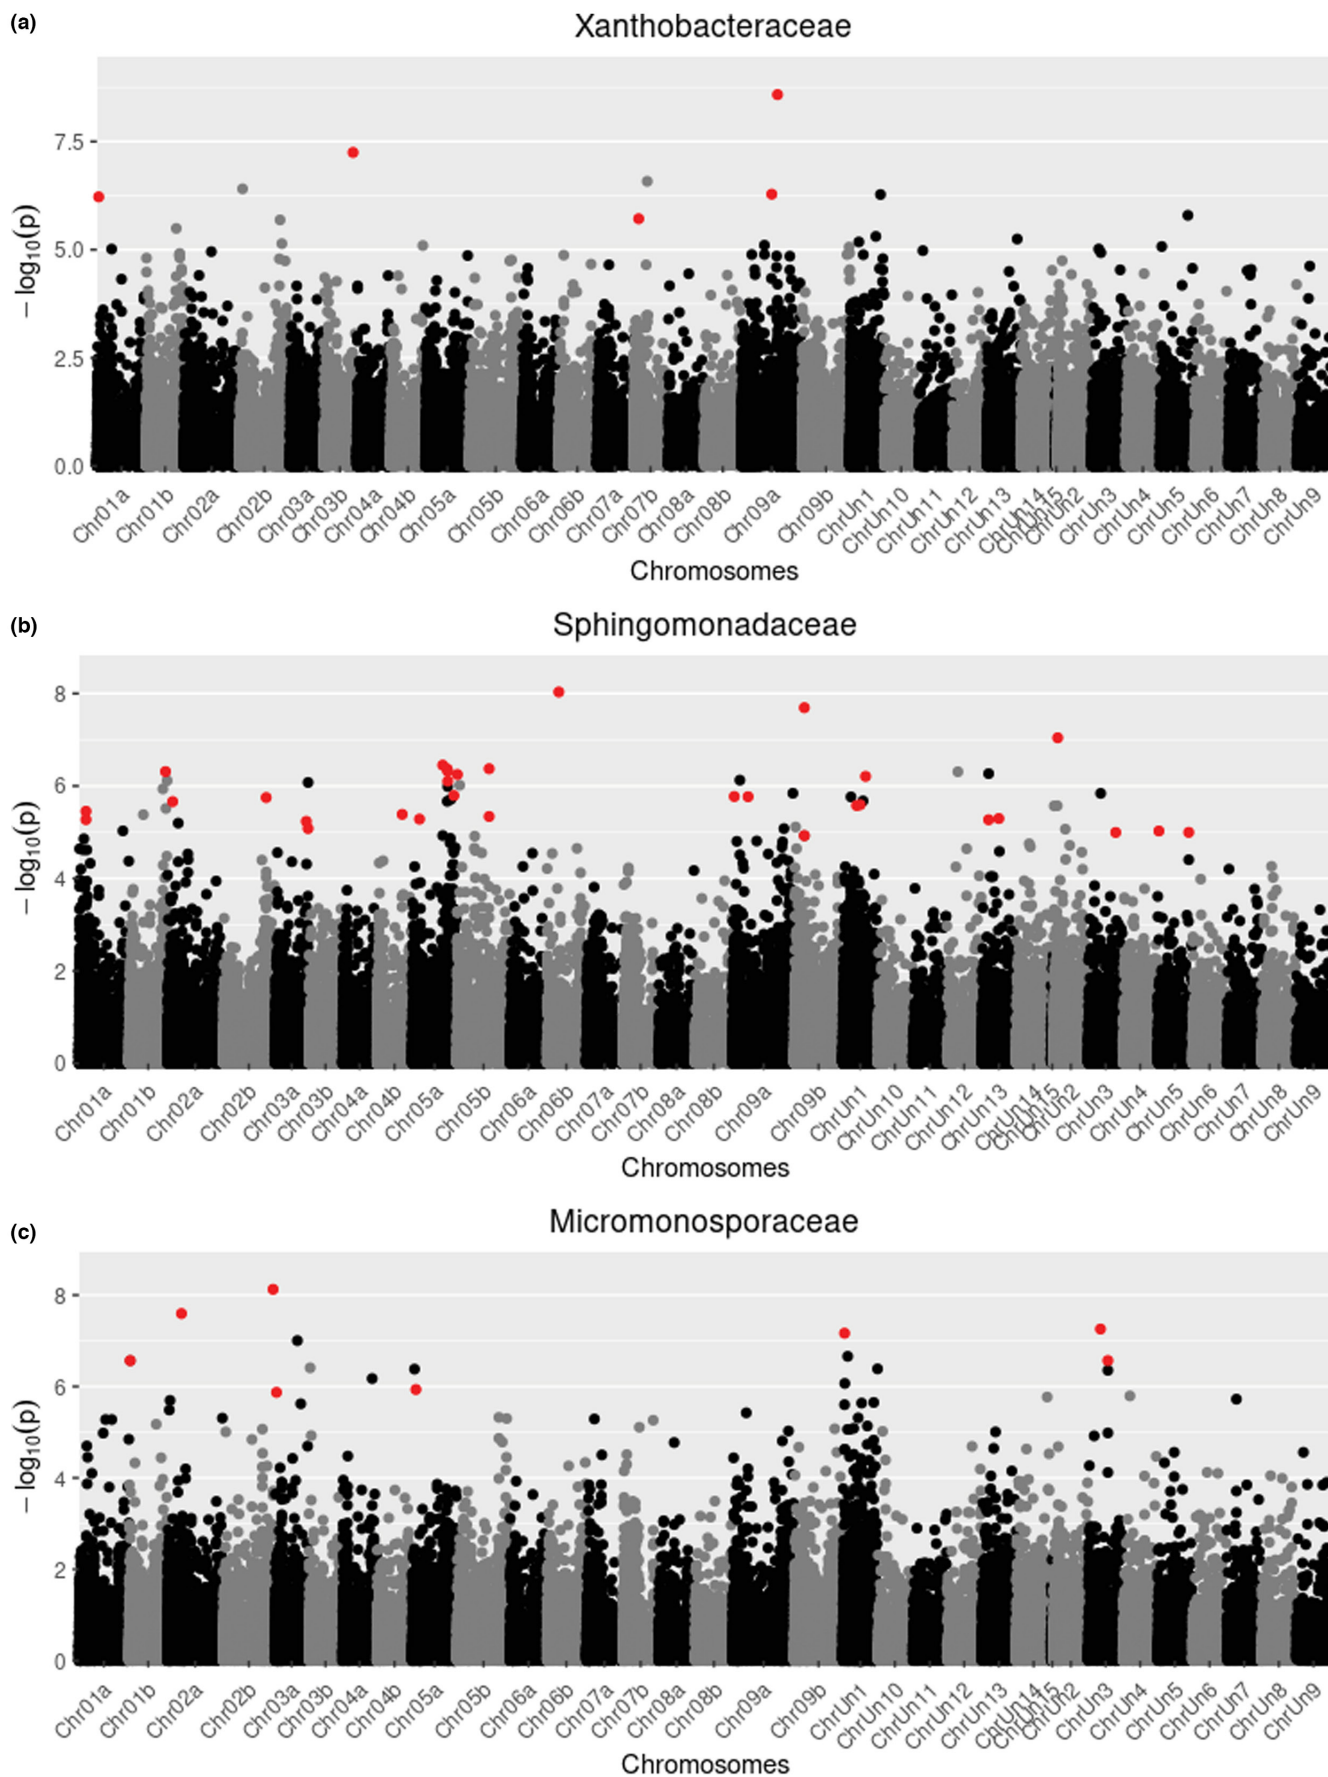 (a)
Xanthobacteraceae
7.5
5.0
2.5
0.0
− log10(p)
Chr01a Chr01b Chr02a Chr02b Chr03a Chr03b Chr04a Chr04b Chr05a Chr05b Chr06a Chr06b Chr07a Chr07b Chr08a Chr08b Chr09a Chr09b ChrUn1 ChrUn10 ChrUn11 ChrUn12 ChrUn13 ChrUn14 ChrUn15 ChrUn2 ChrUn3 ChrUn4 ChrUn5 ChrUn6 ChrUn7 ChrUn8 ChrUn9
Chromosomes
(b)
Sphingomonadaceae
8
6
4
2
0
− log10(p)
Chr01a Chr01b Chr02a Chr02b Chr03a Chr03b Chr04a Chr04b Chr05a Chr05b Chr06a Chr06b Chr07a Chr07b Chr08a Chr08b Chr09a Chr09b ChrUn1 ChrUn10 ChrUn11 ChrUn12 ChrUn13 ChrUn14 ChrUn15 ChrUn2 ChrUn3 ChrUn4 ChrUn5 ChrUn6 ChrUn7 ChrUn8 ChrUn9
Chromosomes
(c)
Micromonosporaceae
8
6
4
2
0
− log10(p)
Chr01a Chr01b Chr02a Chr02b Chr03a Chr03b Chr04a Chr04b Chr05a Chr05b Chr06a Chr06b Chr07a Chr07b Chr08a Chr08b Chr09a Chr09b ChrUn1 ChrUn10 ChrUn11 ChrUn12 ChrUn13 ChrUn14 ChrUn15 ChrUn2 ChrUn3 ChrUn4 ChrUn5 ChrUn6 ChrUn7 ChrUn8 ChrUn9
Chromosomes